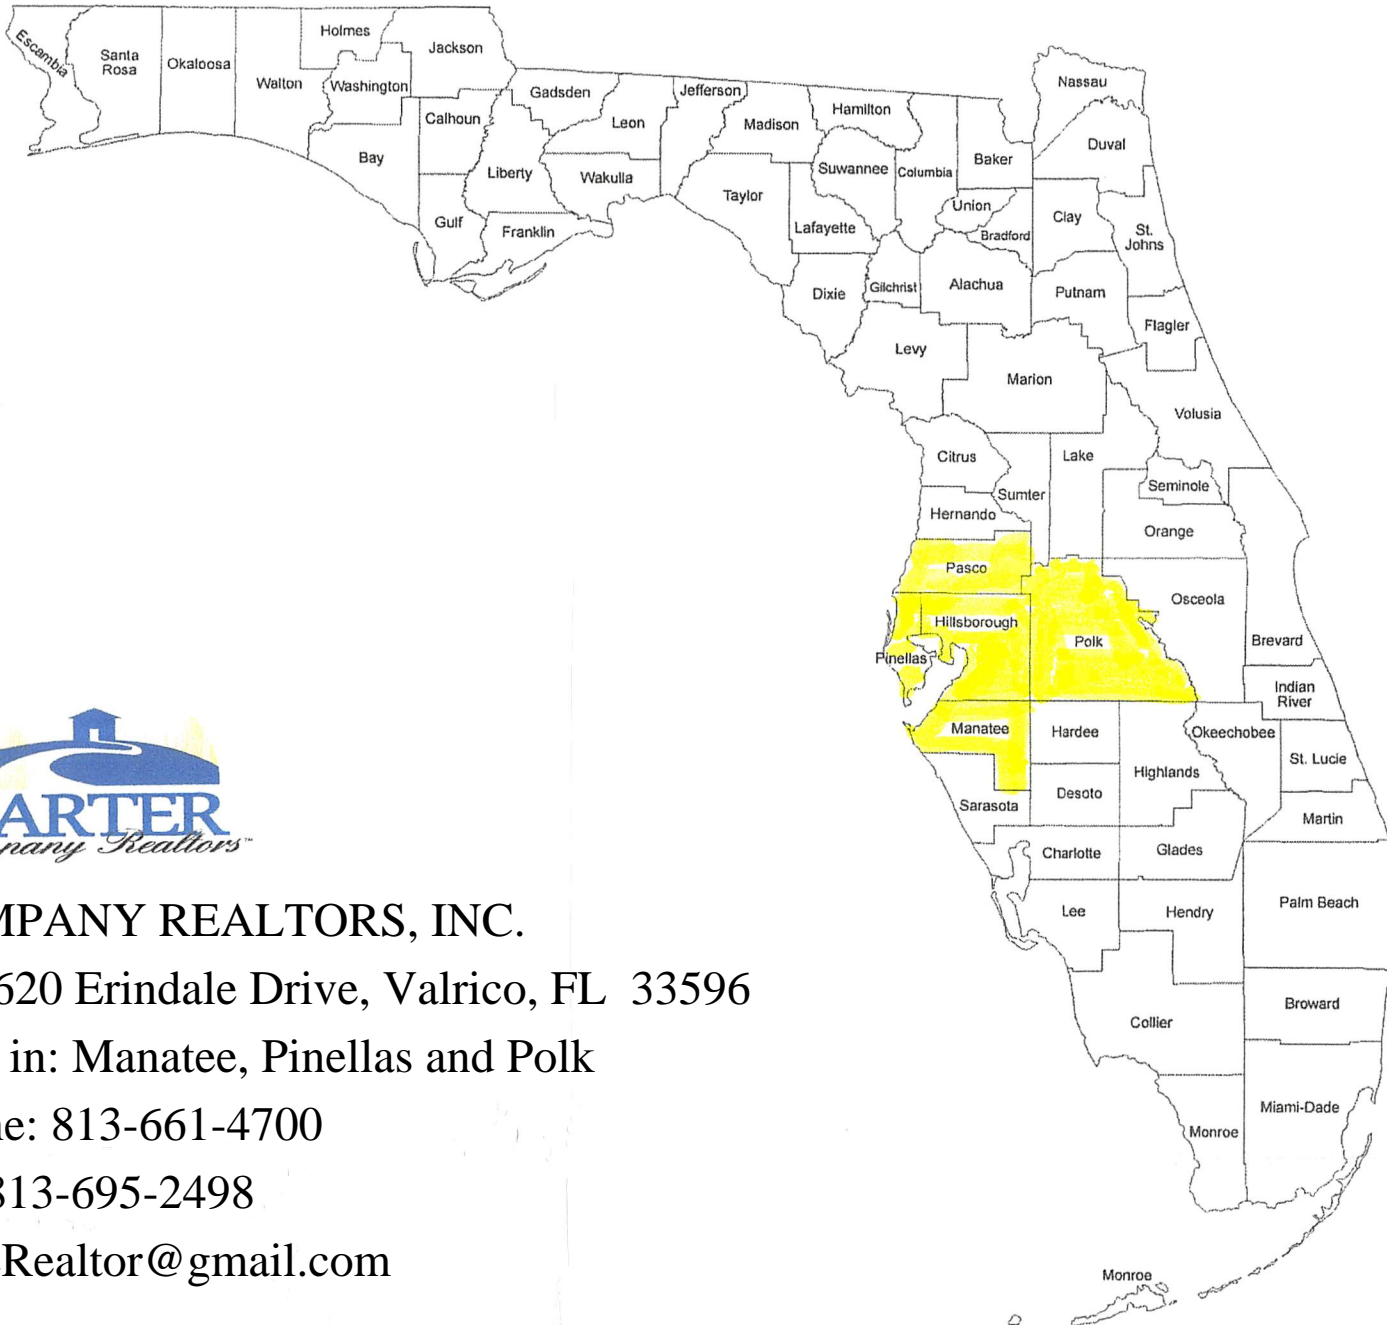 Escambia
Santa
Rosa
Okaloosa
Walton
Holmes
Washington
Jackson
Bay
Calhoun
Gulf
Liberty
Gadsden
Franklin
Leon
Wakulla
Jefferson
Madison
Taylor
Hamilton
Suwannee
Lafayette
Columbia
Dixie
Gilchrist
Baker
Union
Bradford
Alachua
Nassau
Duval
Clay
St.
Johns
Putnam
Flagler
Levy
Marion
Volusia
Citrus
Lake
Sumter
Seminole
Hernando
Orange
Pasco
Osceola
Hillsborough
Polk
Pinellas
Brevard
Indian
River
Manatee
Hardee
Okeechobee
Highlands
St. Lucie
Desoto
Sarasota
Martin
Charlotte
Glades
Lee
Hendry
Palm Beach
Collier
Broward
Miami-Dade
Monroe
Monroe
ARTER
pany Realtors™
MPANY REALTORS, INC.
620 Erindale Drive, Valrico, FL 33596
in: Manatee, Pinellas and Polk
ne: 813-661-4700
813-695-2498
Realtor@gmail.com